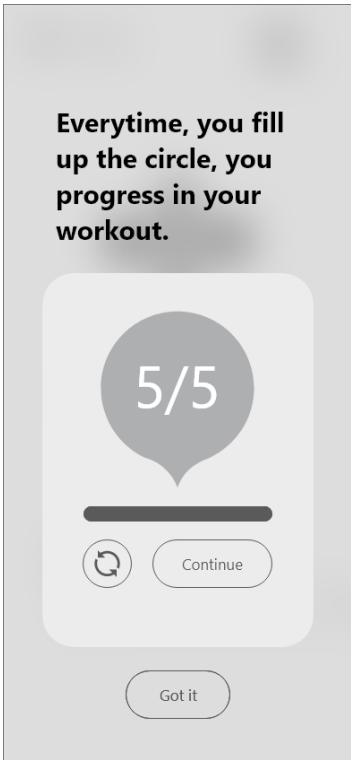 Everytime, you fill
up the circle, you
progress in your
workout.
5/5
Continue
Got it